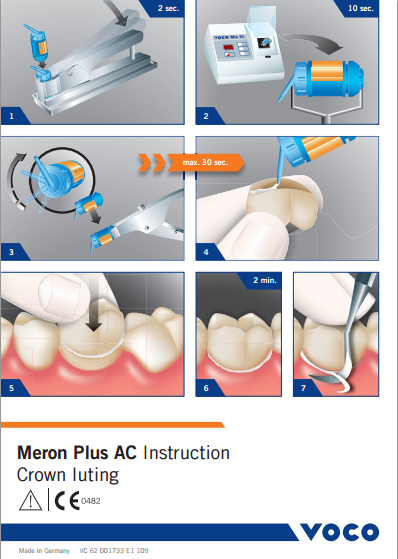 2 sec.
1
10 sec.
VOCO Mix 10
2
max. 30 sec.
3
4
5
2 min.
6
7
Meron Plus AC Instruction
Crown luting
CE 0482
VOCO
Made in Germany VC 62 001733 E1 109